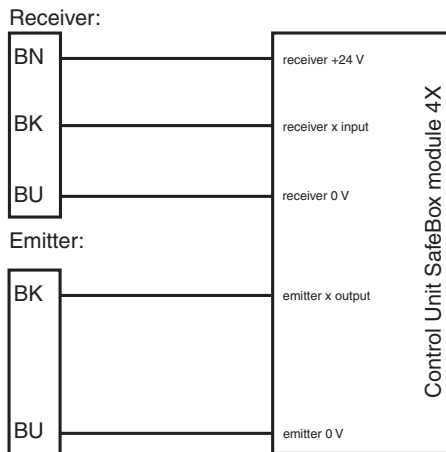 Receiver:
BN receiver +24 V
BK receiver x input
BU receiver 0 V
Emitter:
BK emitter x output
BU emitter 0 V
Control Unit SafeBox module 4X